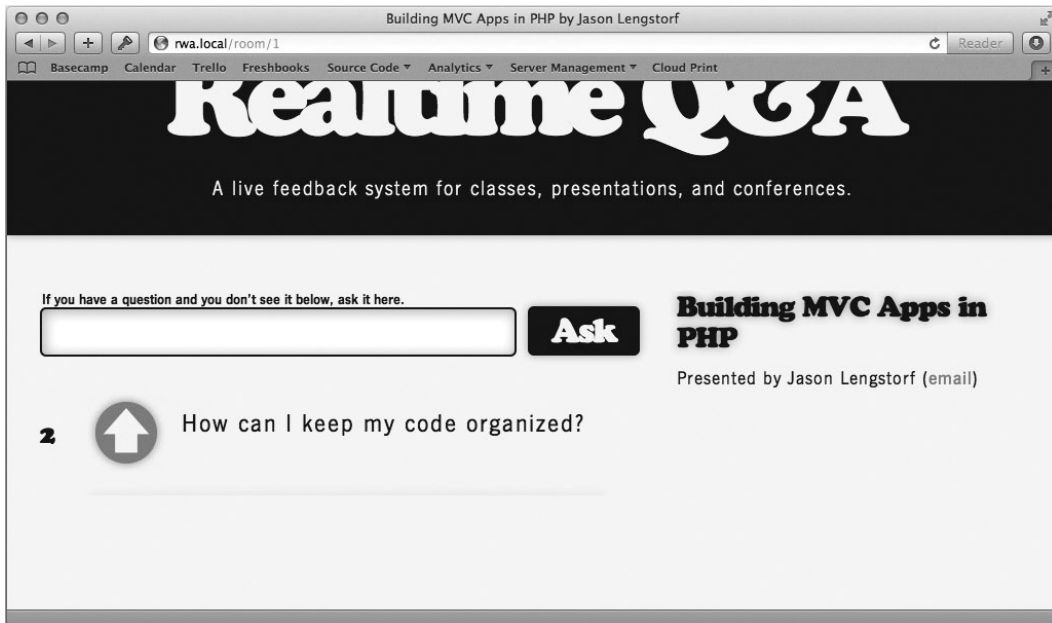 Building MVC Apps in PHP by Jason Lengstorf
rwa.local/room/1
Reader
Basecamp Calendar Trello Freshbooks Source Code Analytics Server Management Cloud Print
Realtime Q&A
A live feedback system for classes, presentations, and conferences.
If you have a question and you don't see it below, ask it here.
Ask
2
How can I keep my code organized?
Building MVC Apps in
PHP
Presented by Jason Lengstorf (email)